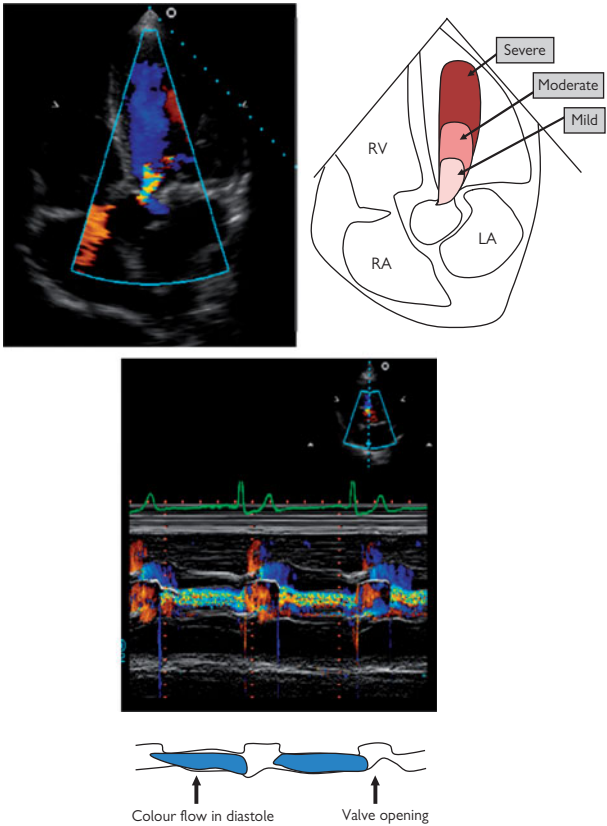 Severe
Moderate
Mild
RV
LA
RA
Colour flow in diastole
Valve opening